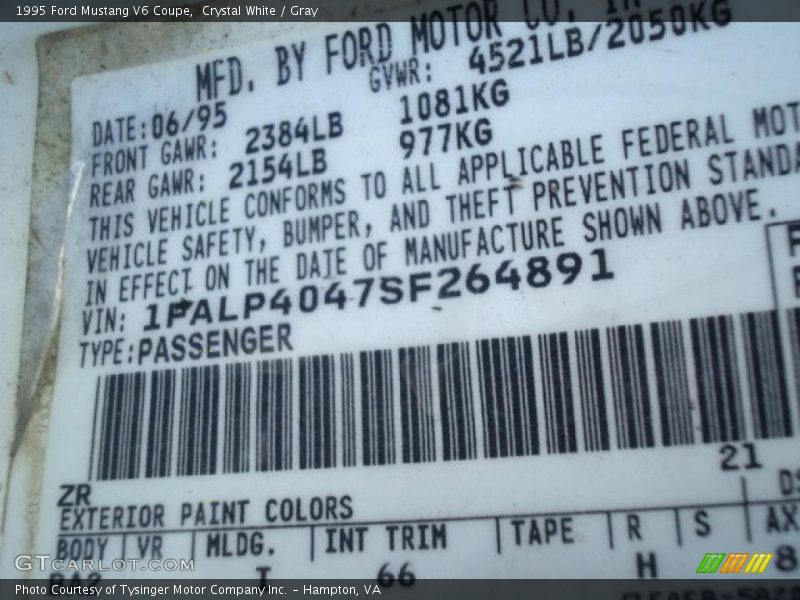 1995 Ford Mustang V6 Coupe, Crystal White / Gray
MFD. BY FORD MOTOR CO. IN
DATE:06/95 GVWR: 4521LB/2050KG
FRONT GAWR: 2384LB 1081KG
REAR GAWR: 2154LB 977KG
THIS VEHICLE CONFORMS TO ALL APPLICABLE FEDERAL MOT
VEHICLE SAFETY, BUMPER, AND THEFT PREVENTION STANDA
IN EFFECT ON THE DATE OF MANUFACTURE SHOWN ABOVE.
VIN: 1FALP4047SF264891
TYPE:PASSENGER
21
ZR
EXTERIOR PAINT COLORS DS
BODY VR MLDG. INT TRIM TAPE R S AX
BA2 T 66 H 8
GTCarLot.com
Photo Courtesy of Tysinger Motor Company Inc. - Hampton, VA